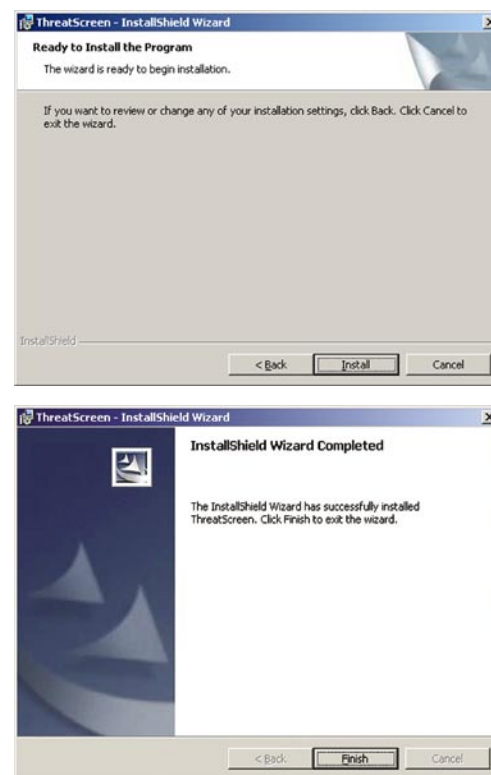 ThreatScreen - InstallShield Wizard
Ready to Install the Program
The wizard is ready to begin installation.
If you want to review or change any of your installation settings, click Back. Click Cancel to
exit the wizard.
InstallShield
< Back Install Cancel
ThreatScreen - InstallShield Wizard
InstallShield Wizard Completed
The InstallShield Wizard has successfully installed
ThreatScreen. Click Finish to exit the wizard.
< Back Finish Cancel